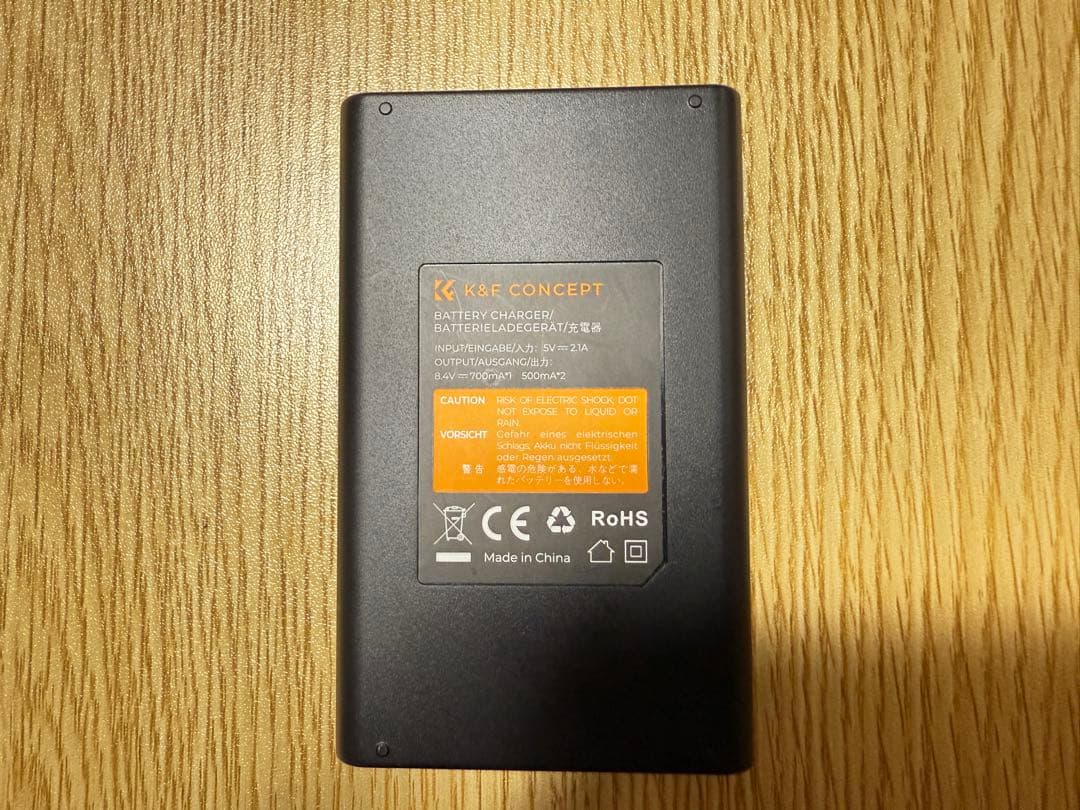 K&F CONCEPT
BATTERY CHARGER/
BATTERIELADEGERÄT/充電器
INPUT/EINGABE/入力: 5V⎓2.1A
OUTPUT/AUSGANG/出力:
8.4V⎓700mA*1 500mA*2
CAUTION RISK OF ELECTRIC SHOCK, DOT
NOT EXPOSE TO LIQUID OR
RAIN.
VORSICHT Gefahr eines elektrischen
Schlags, Akku nicht Flüssigkeit
oder Regen ausgesetzt.
警告 感電の危険がある、水などで濡
れたバッテリーを使用しない。
CE RoHS
Made in China